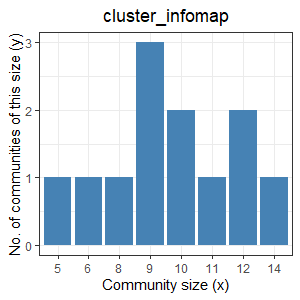 cluster_infomap
No. of communities of this size (y)
3
2
1
0
5 6 8 9 10 11 12 14
Community size (x)